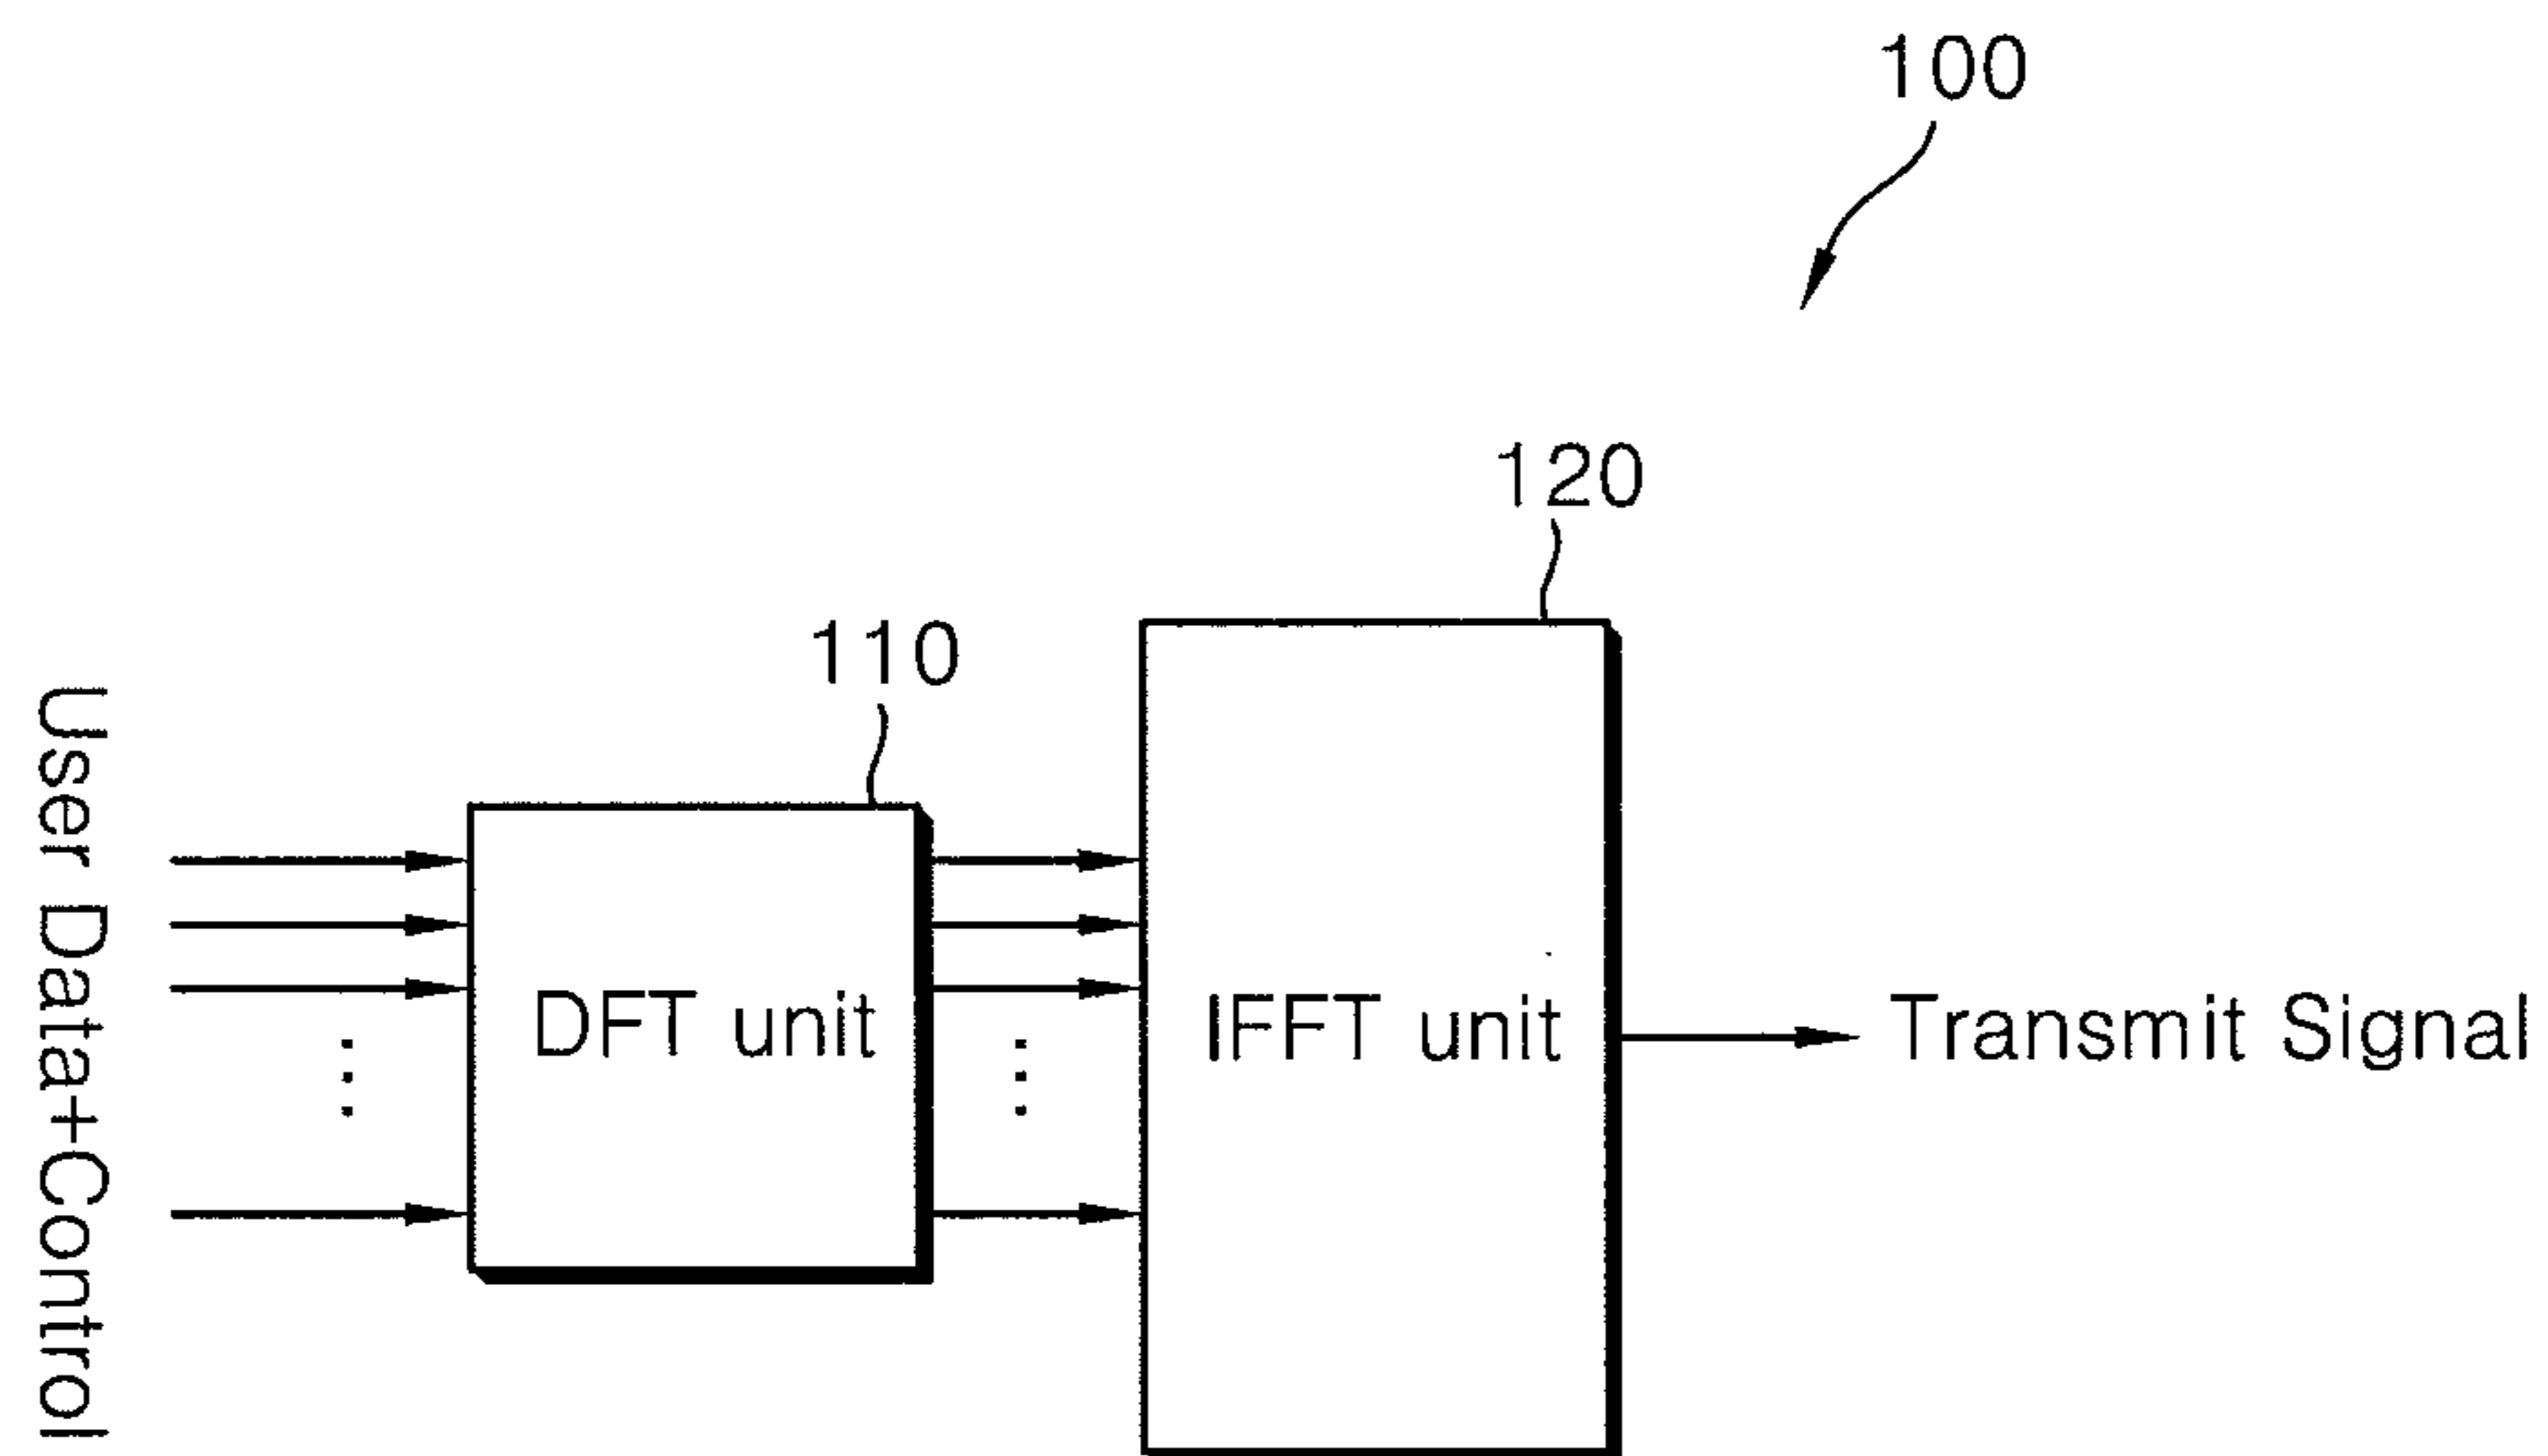 100
120
110
User Data+Control
DFT unit
IFFT unit
Transmit Signal